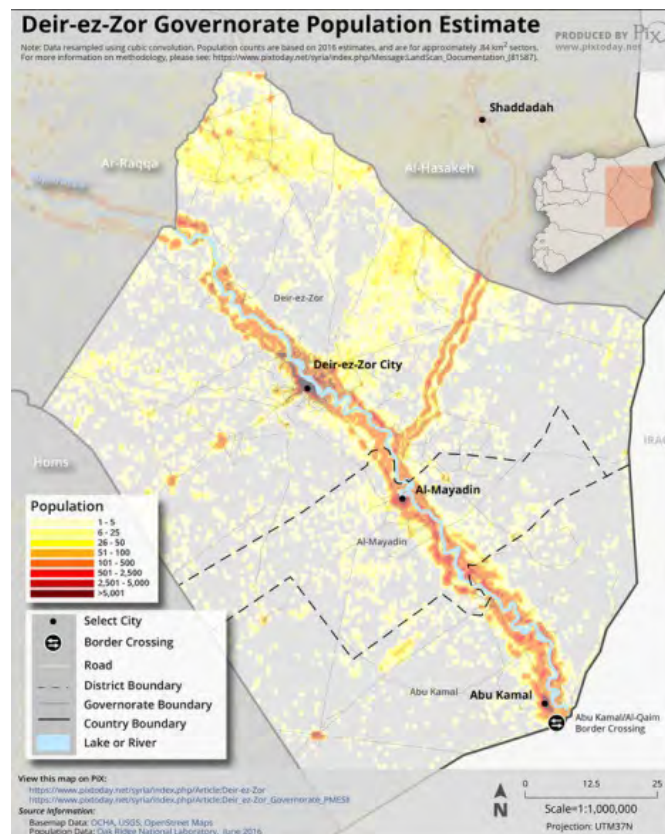 Deir-ez-Zor Governorate Population Estimate
PRODUCED BY PiX
www.pixtoday.net
Note: Data resampled using cubic convolution. Population counts are based on 2016 estimates, and are for approximately .84 km² sectors.
For more information on methodology, please see: https://www.pixtoday.net/syria/index.php/Message:LandScan_Documentation_(81587).
Shaddadah
Ar-Raqqa
Al-Hasakeh
Deir-ez-Zor
Deir-ez-Zor City
IRAQ
Homs
Al-Mayadin
Al-Mayadin
Abu Kamal
Abu Kamal
Abu Kamal/Al-Qaim
Border Crossing
Population
1 - 5
6 - 25
26 - 50
51 - 100
101 - 500
501 - 2,500
2,501 - 5,000
>5,001
Select City
Border Crossing
Road
District Boundary
Governorate Boundary
Country Boundary
Lake or River
View this map on PiX:
https://www.pixtoday.net/syria/index.php/Article:Deir-ez-Zor
https://www.pixtoday.net/syria/index.php/Article:Deir_ez-Zor_Governorate_PMESII
Source Information:
Basemap Data: OCHA, USGS, OpenStreet Maps
Population Data: Oak Ridge National Laboratory, June 2016
N
0 12.5 25
Scale=1:1,000,000
Projection: UTM37N